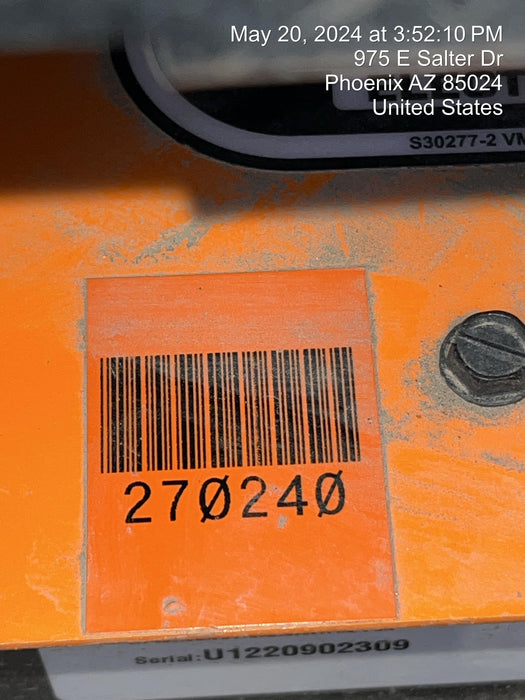 May 20, 2024 at 3:52:10 PM
975 E Salter Dr
Phoenix AZ 85024
United States
S30277-2 VM
270240
Serial: U1220902309